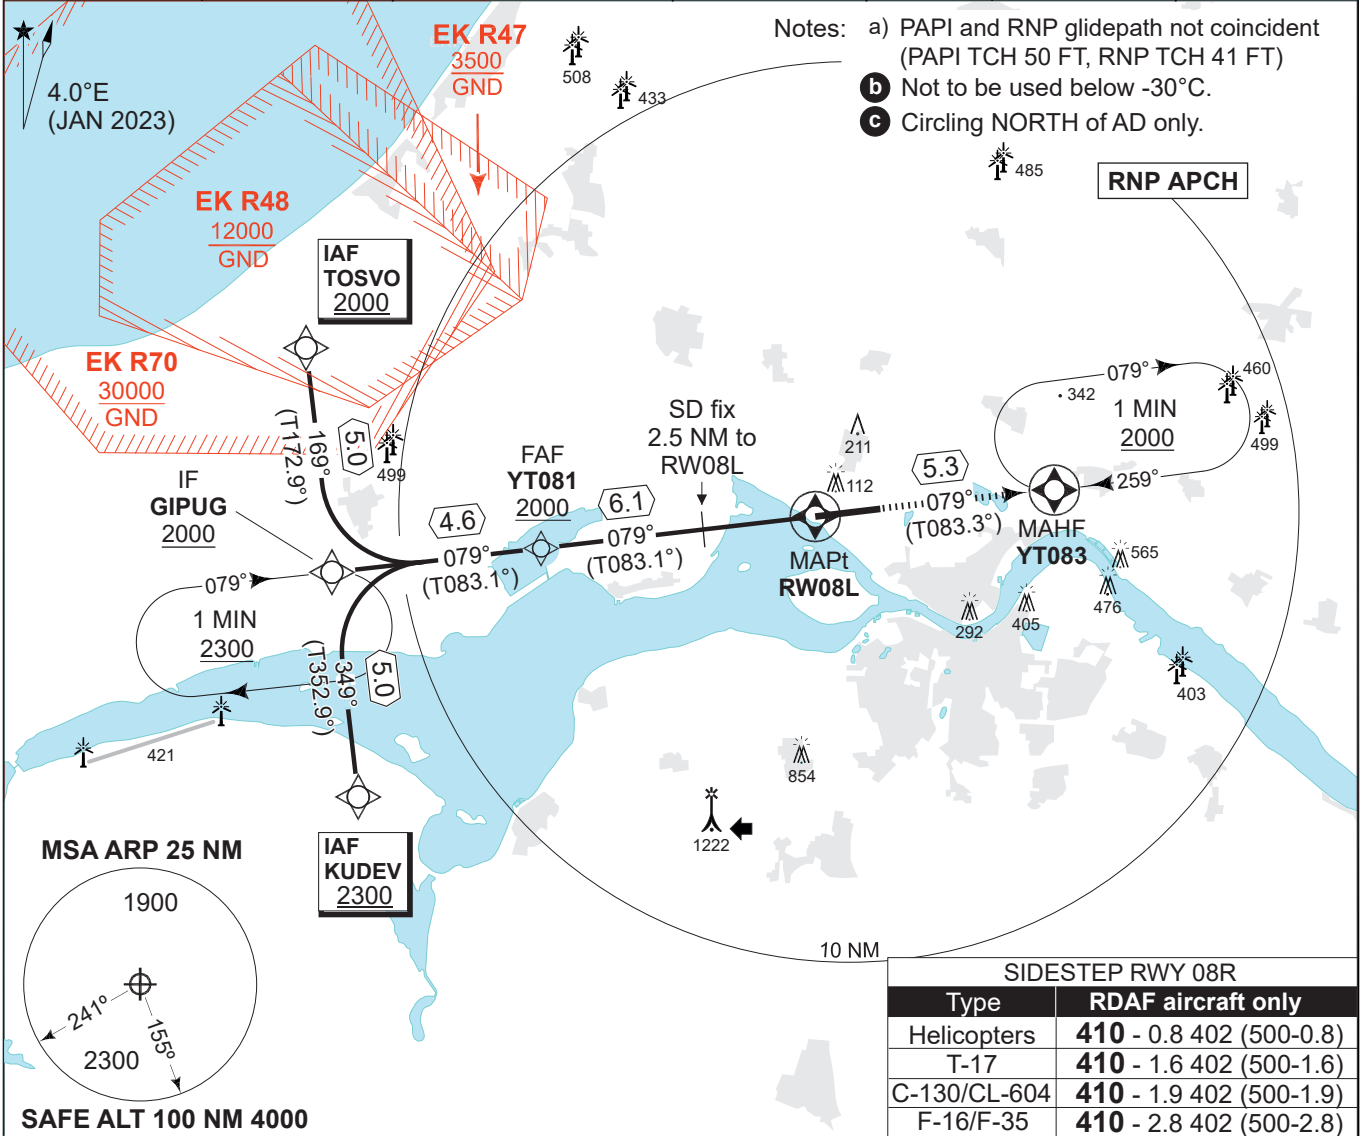 Notes: a) PAPI and RNP glidepath not coincident
(PAPI TCH 50 FT, RNP TCH 41 FT)
b Not to be used below -30°C.
c Circling NORTH of AD only.
RNP APCH
4.0°E
(JAN 2023)
EK R47
3500
GND
508
433
485
EK R48
12000
GND
IAF
TOSVO
2000
EK R70
30000
GND
169°
(T172.9°)
5.0
499
IF
GIPUG
2000
FAF
YT081
2000
SD fix
2.5 NM to
RW08L
211
112
342
079°
460
1 MIN
2000
499
259°
4.6
079°
(T083.1°)
6.1
079°
(T083.1°)
5.3
079°
(T083.3°)
MAPt
RW08L
MAHF
YT083
565
476
405
292
403
079°
1 MIN
2300
349°
(T352.9°)
5.0
421
854
1222
IAF
KUDEV
2300
10 NM
MSA ARP 25 NM
1900
241°
155°
2300
SAFE ALT 100 NM 4000
SIDESTEP RWY 08R
Type RDAF aircraft only
Helicopters 410 - 0.8 402 (500-0.8)
T-17 410 - 1.6 402 (500-1.6)
C-130/CL-604 410 - 1.9 402 (500-1.9)
F-16/F-35 410 - 2.8 402 (500-2.8)